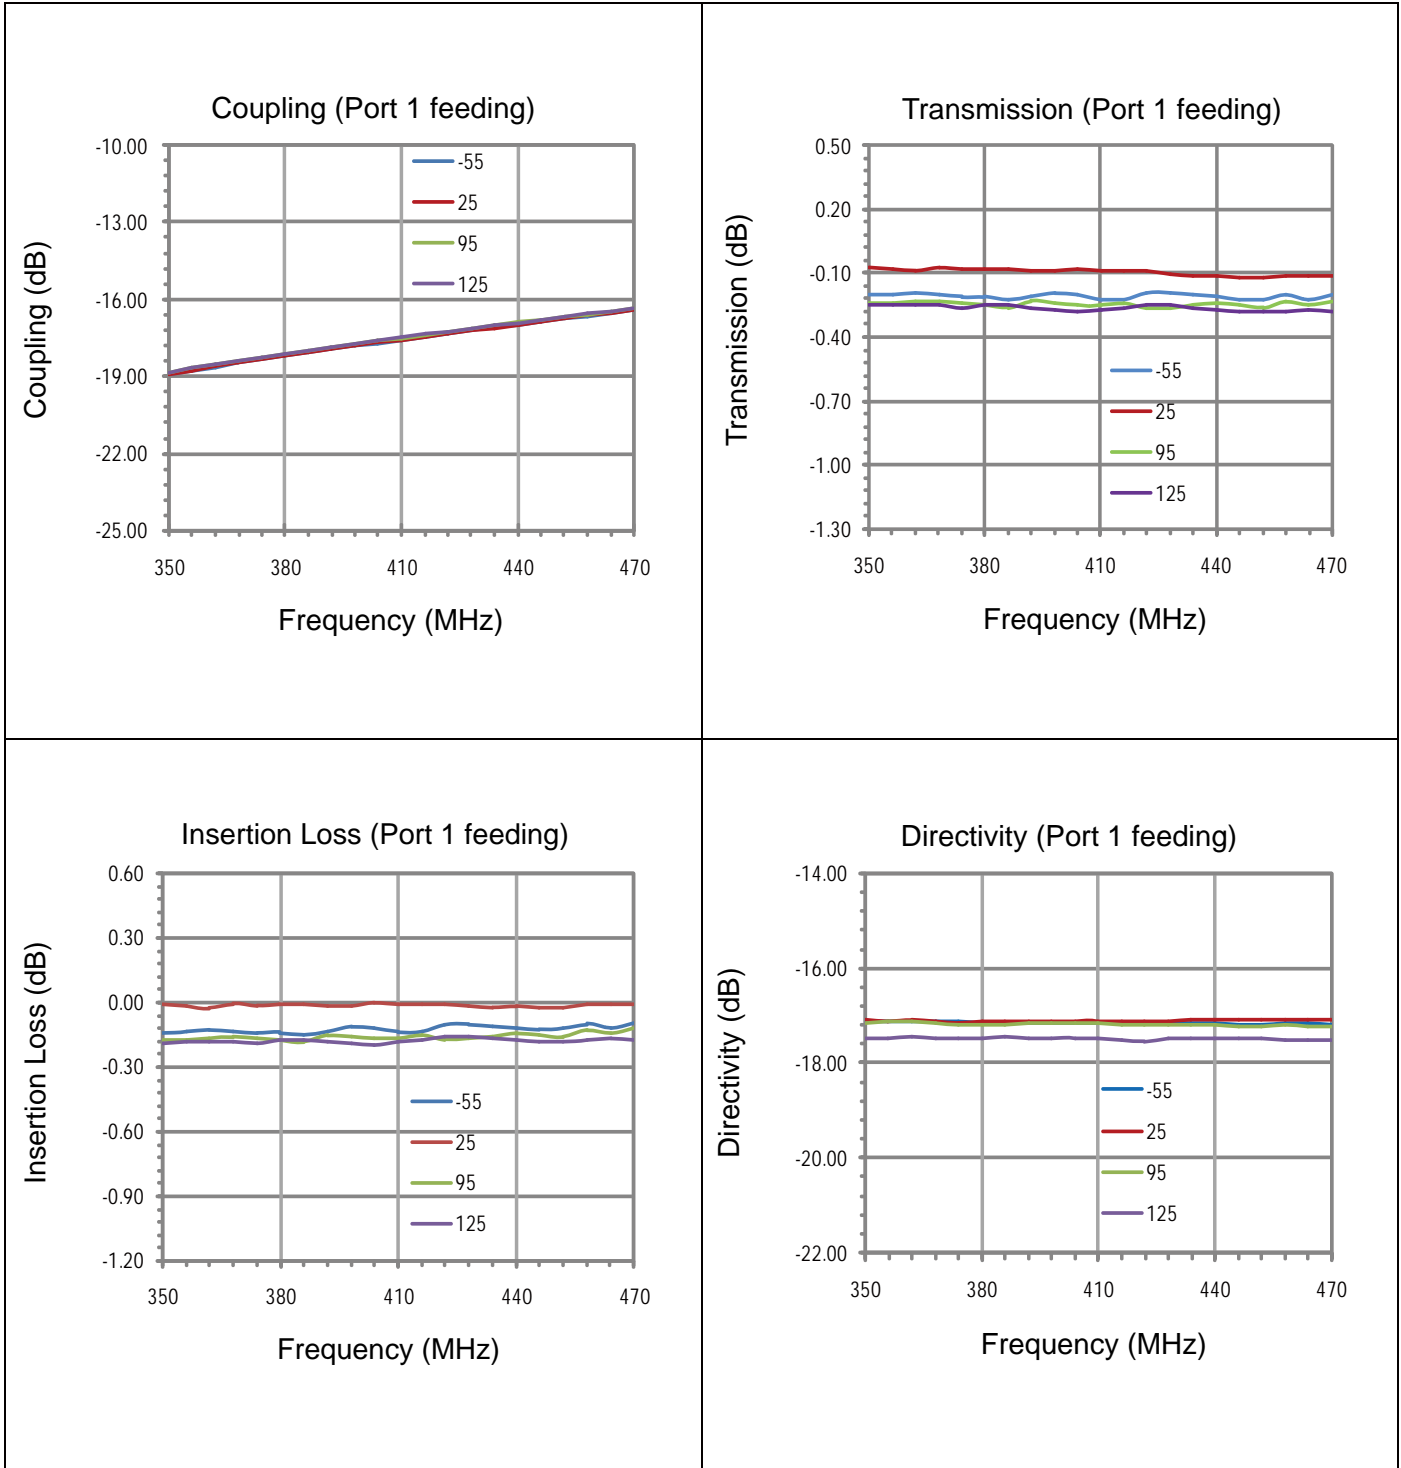 Coupling (Port 1 feeding)
Coupling (dB)
-10.00
-13.00
-16.00
-19.00
-22.00
-25.00
-55
25
95
125
350 380 410 440 470
Frequency (MHz)
Transmission (Port 1 feeding)
Transmission (dB)
0.50
0.20
-0.10
-0.40
-0.70
-1.00
-1.30
-55
25
95
125
350 380 410 440 470
Frequency (MHz)
Insertion Loss (Port 1 feeding)
Insertion Loss (dB)
0.60
0.30
0.00
-0.30
-0.60
-0.90
-1.20
-55
25
95
125
350 380 410 440 470
Frequency (MHz)
Directivity (Port 1 feeding)
Directivity (dB)
-14.00
-16.00
-18.00
-20.00
-22.00
-55
25
95
125
350 380 410 440 470
Frequency (MHz)